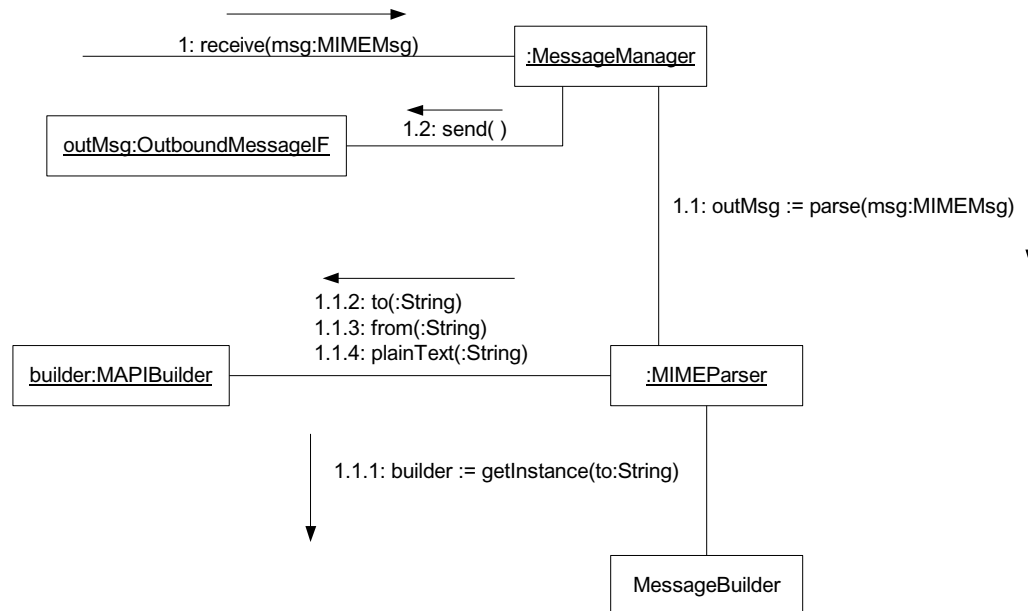 1: receive(msg:MIMEMsg)
:MessageManager
1.2: send( )
outMsg:OutboundMessageIF
1.1: outMsg := parse(msg:MIMEMsg)
1.1.2: to(:String)
1.1.3: from(:String)
1.1.4: plainText(:String)
builder:MAPIBuilder
:MIMEParser
1.1.1: builder := getInstance(to:String)
MessageBuilder